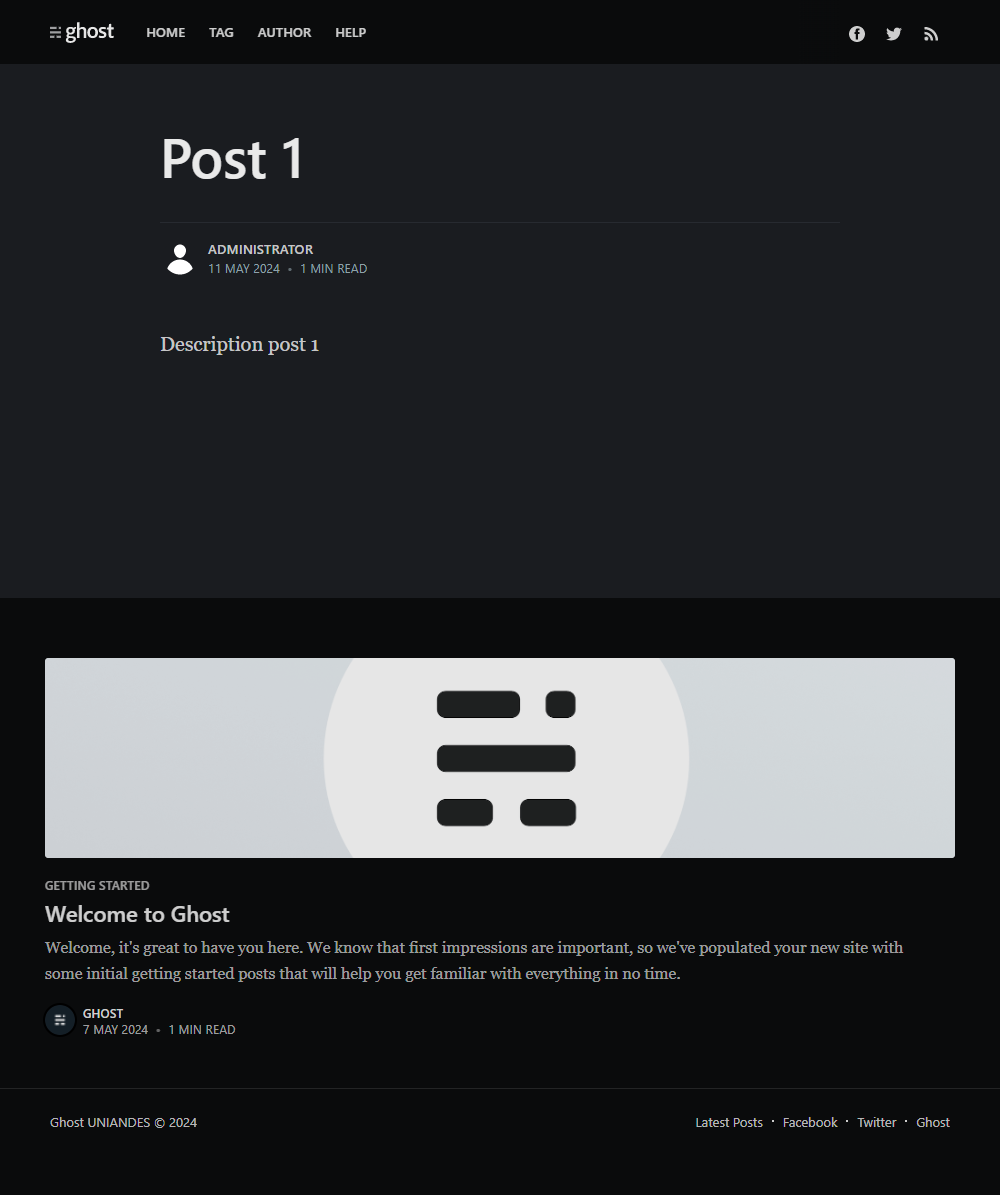 ghost HOME TAG AUTHOR HELP
Post 1
ADMINISTRATOR
11 MAY 2024 • 1 MIN READ
Description post 1
GETTING STARTED
Welcome to Ghost
Welcome, it's great to have you here. We know that first impressions are important, so we've populated your new site with
some initial getting started posts that will help you get familiar with everything in no time.
GHOST
7 MAY 2024 • 1 MIN READ
Ghost UNIANDES © 2024 Latest Posts · Facebook · Twitter · Ghost